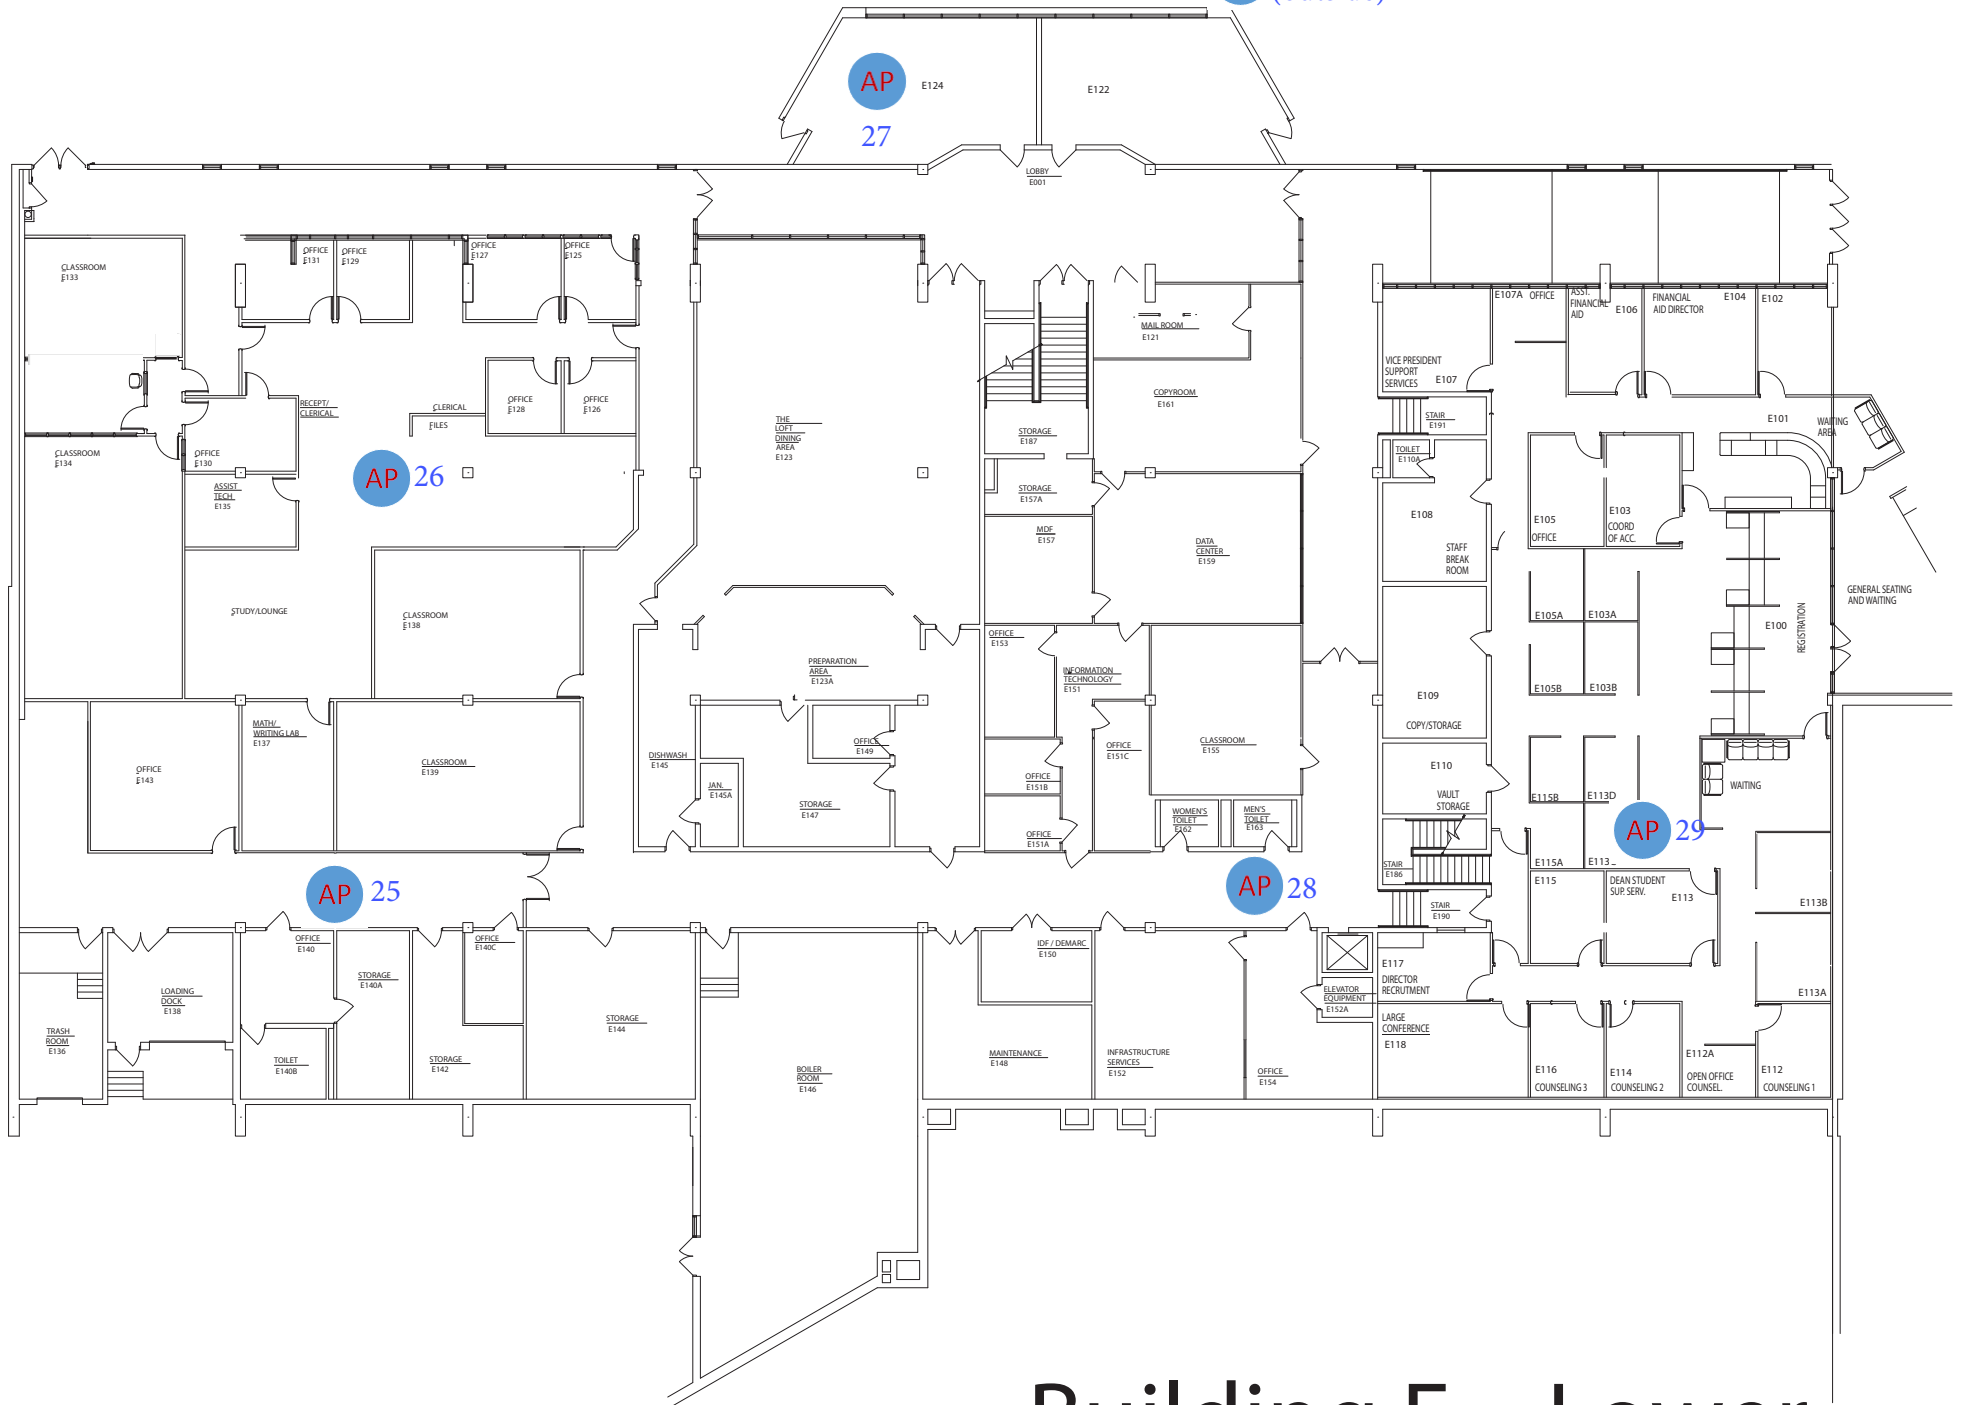 AP
E124
E122
27
LOBBY
E001
CLASSROOM
E133
OFFICE
E131
OFFICE
E129
OFFICE
E127
OFFICE
E125
MAIL ROOM
E121
VICE PRESIDENT
SUPPORT
SERVICES
E107
E107A
OFFICE
ASST.
FINANCIAL
AID
E106
FINANCIAL
AID DIRECTOR
E104
E102
RECEPT/
CLERICAL
CLERICAL
FILES
OFFICE
E128
OFFICE
E126
THE
LOFT
DINING
AREA
E123
COPYROOM
E161
STAIR
E191
E101
WAITING
AREA
CLASSROOM
E134
OFFICE
E130
AP 26
ASSIST
TECH
E135
STORAGE
E187
STORAGE
E157A
TOILET
E110A
E108
STAFF
BREAK
ROOM
E105
OFFICE
E103
COORD
OF ACC.
MDF
E157
DATA
CENTER
E159
STUDY/LOUNGE
CLASSROOM
E138
E105A
E103A
E100
REGISTRATION
GENERAL SEATING
AND WAITING
OFFICE
E153
INFORMATION
TECHNOLOGY
E151
PREPARATION
AREA
E123A
E109
COPY/STORAGE
E105B
E103B
OFFICE
E143
MATH/
WRITING LAB
E137
CLASSROOM
E139
DISHWASH
E145
JAN.
E145A
OFFICE
E149
STORAGE
E147
OFFICE
E151B
OFFICE
E151C
CLASSROOM
E155
OFFICE
E151A
WOMEN'S
TOILET
E162
MEN'S
TOILET
E163
E110
VAULT
STORAGE
E115B
E113D
WAITING
AP 29
AP 25
AP 28
STAIR
E186
E115A
E113
E115
DEAN STUDENT
SUP. SERV.
E113
E113B
STAIR
E190
OFFICE
E140
STORAGE
E140A
OFFICE
E140C
IDF / DEMARC
E150
E117
DIRECTOR
RECRUTMENT
LOADING
DOCK
E138
ELEVATOR
EQUIPMENT
E152A
E113A
TRASH
ROOM
E136
TOILET
E140B
STORAGE
E142
STORAGE
E144
BOILER
ROOM
E146
MAINTENANCE
E148
INFRASTRUCTURE
SERVICES
E152
OFFICE
E154
LARGE
CONFERENCE
E118
E116
COUNSELING 3
E114
COUNSELING 2
E112A
OPEN OFFICE
COUNSEL.
E112
COUNSELING 1